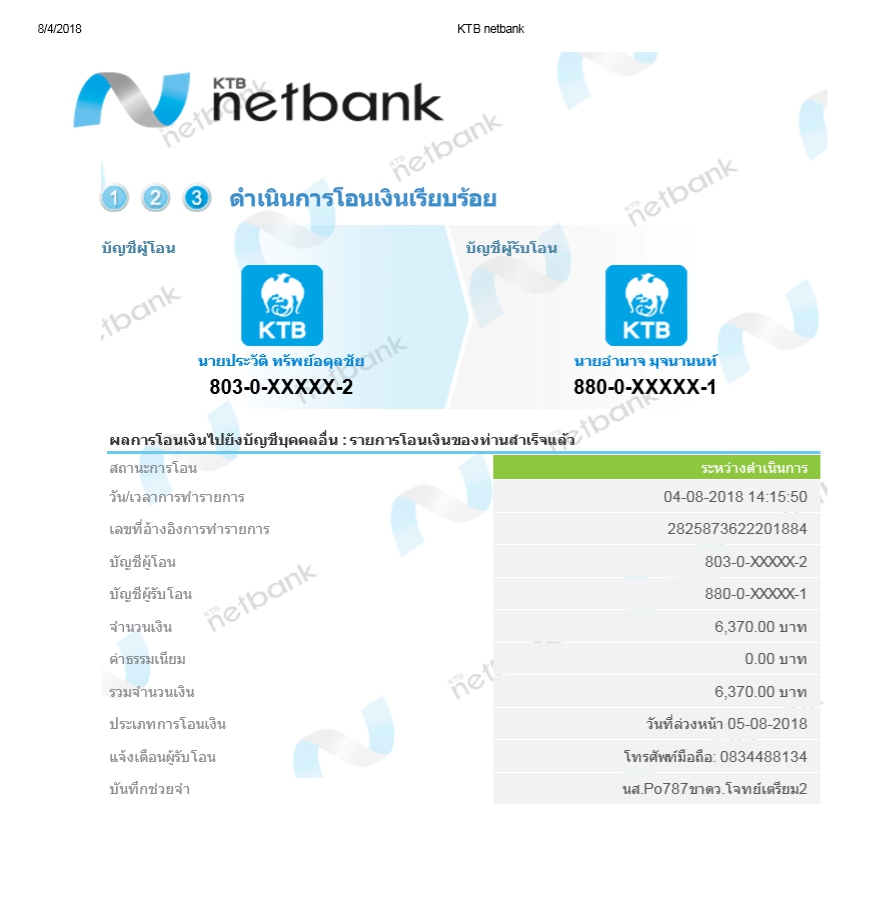 8/4/2018 KTB netbank
KTB
netbank
1 2 3 ดำเนินการโอนเงินเรียบร้อย
บัญชีผู้โอน บัญชีผู้รับโอน
KTB KTB
นายประวัติ ทรัพย์อดุลชัย นายอำนาจ มุจนานนท์
803-0-XXXXX-2 880-0-XXXXX-1
ผลการโอนเงินไปยังบัญชีบุคคลอื่น : รายการโอนเงินของท่านสำเร็จแล้ว
สถานะการโอน ระหว่างดำเนินการ
วัน/เวลาการทำรายการ 04-08-2018 14:15:50
เลขที่อ้างอิงการทำรายการ 2825873622201884
บัญชีผู้โอน 803-0-XXXXX-2
บัญชีผู้รับโอน 880-0-XXXXX-1
จำนวนเงิน 6,370.00 บาท
ค่าธรรมเนียม 0.00 บาท
รวมจำนวนเงิน 6,370.00 บาท
ประเภทการโอนเงิน วันที่ล่วงหน้า 05-08-2018
แจ้งเตือนผู้รับโอน โทรศัพท์มือถือ: 0834488134
บันทึกช่วยจำ นส.Po787ขาดว.โจทย์เตรียม2